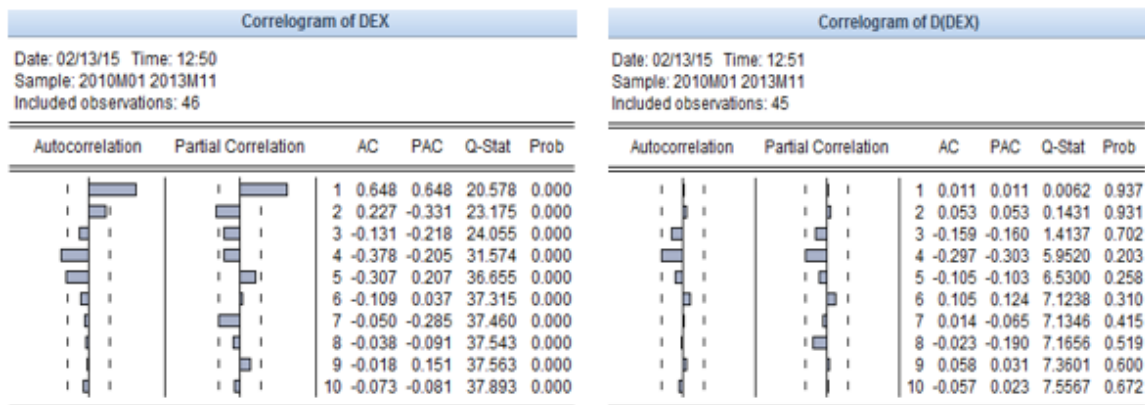 Correlogram of DEX
Date: 02/13/15 Time: 12:50
Sample: 2010M01 2013M11
Included observations: 46
Autocorrelation Partial Correlation AC PAC Q-Stat Prob
1 0.648 0.648 20.578 0.000
2 0.227 -0.331 23.175 0.000
3 -0.131 -0.218 24.055 0.000
4 -0.378 -0.205 31.574 0.000
5 -0.307 0.207 36.655 0.000
6 -0.109 0.037 37.315 0.000
7 -0.050 -0.285 37.460 0.000
8 -0.038 -0.091 37.543 0.000
9 -0.018 0.151 37.563 0.000
10 -0.073 -0.081 37.893 0.000
Correlogram of D(DEX)
Date: 02/13/15 Time: 12:51
Sample: 2010M01 2013M11
Included observations: 45
Autocorrelation Partial Correlation AC PAC Q-Stat Prob
1 0.011 0.011 0.0062 0.937
2 0.053 0.053 0.1431 0.931
3 -0.159 -0.160 1.4137 0.702
4 -0.297 -0.303 5.9520 0.203
5 -0.105 -0.103 6.5300 0.258
6 0.105 0.124 7.1238 0.310
7 0.014 -0.065 7.1346 0.415
8 -0.023 -0.190 7.1656 0.519
9 0.058 0.031 7.3601 0.600
10 -0.057 0.023 7.5567 0.672